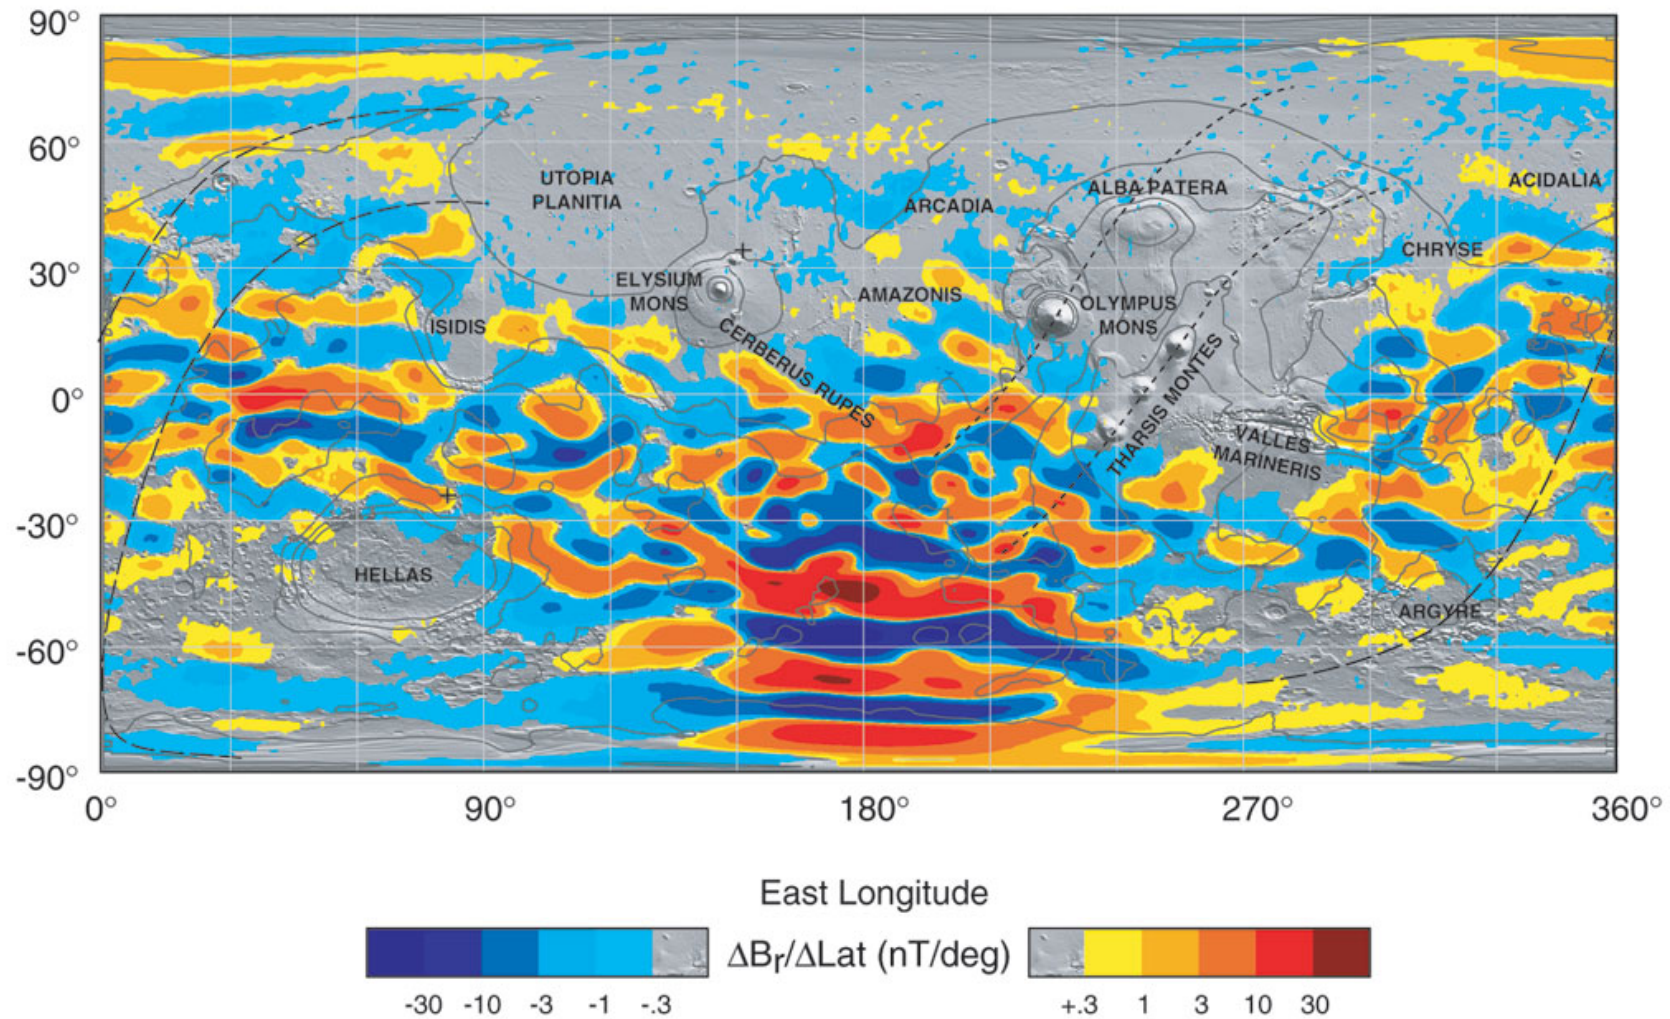 90°
60°
30°
0°
-30°
-60°
-90°
UTOPIA
PLANITIA
ARCADIA
ALBA PATERA
ACIDALIA
CHRYSE
ELYSIUM
MONS
AMAZONIS
OLYMPUS
MONS
ISIDIS
CERBERUS RUPES
THARSIS MONTES
VALLES
MARINERIS
HELLAS
ARGYRE
0°
90°
180°
270°
360°
East Longitude
ΔBr/ΔLat (nT/deg)
-30 -10 -3 -1 -.3
+.3 1 3 10 30